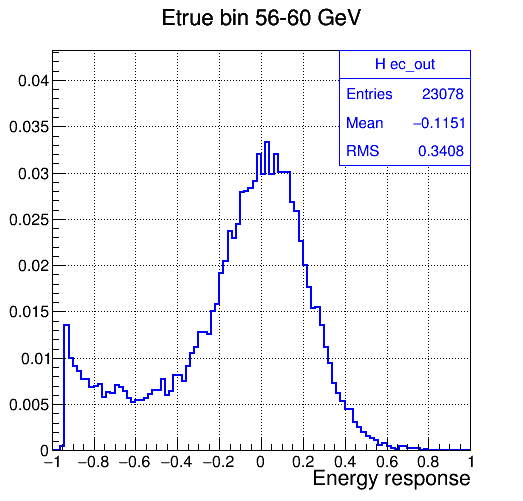 Etrue bin 56-60 GeV
H ec_out
Entries 23078
Mean −0.1151
RMS 0.3408
0.04
0.035
0.03
0.025
0.02
0.015
0.01
0.005
0
−1 −0.8 −0.6 −0.4 −0.2 0 0.2 0.4 0.6 0.8 1
Energy response